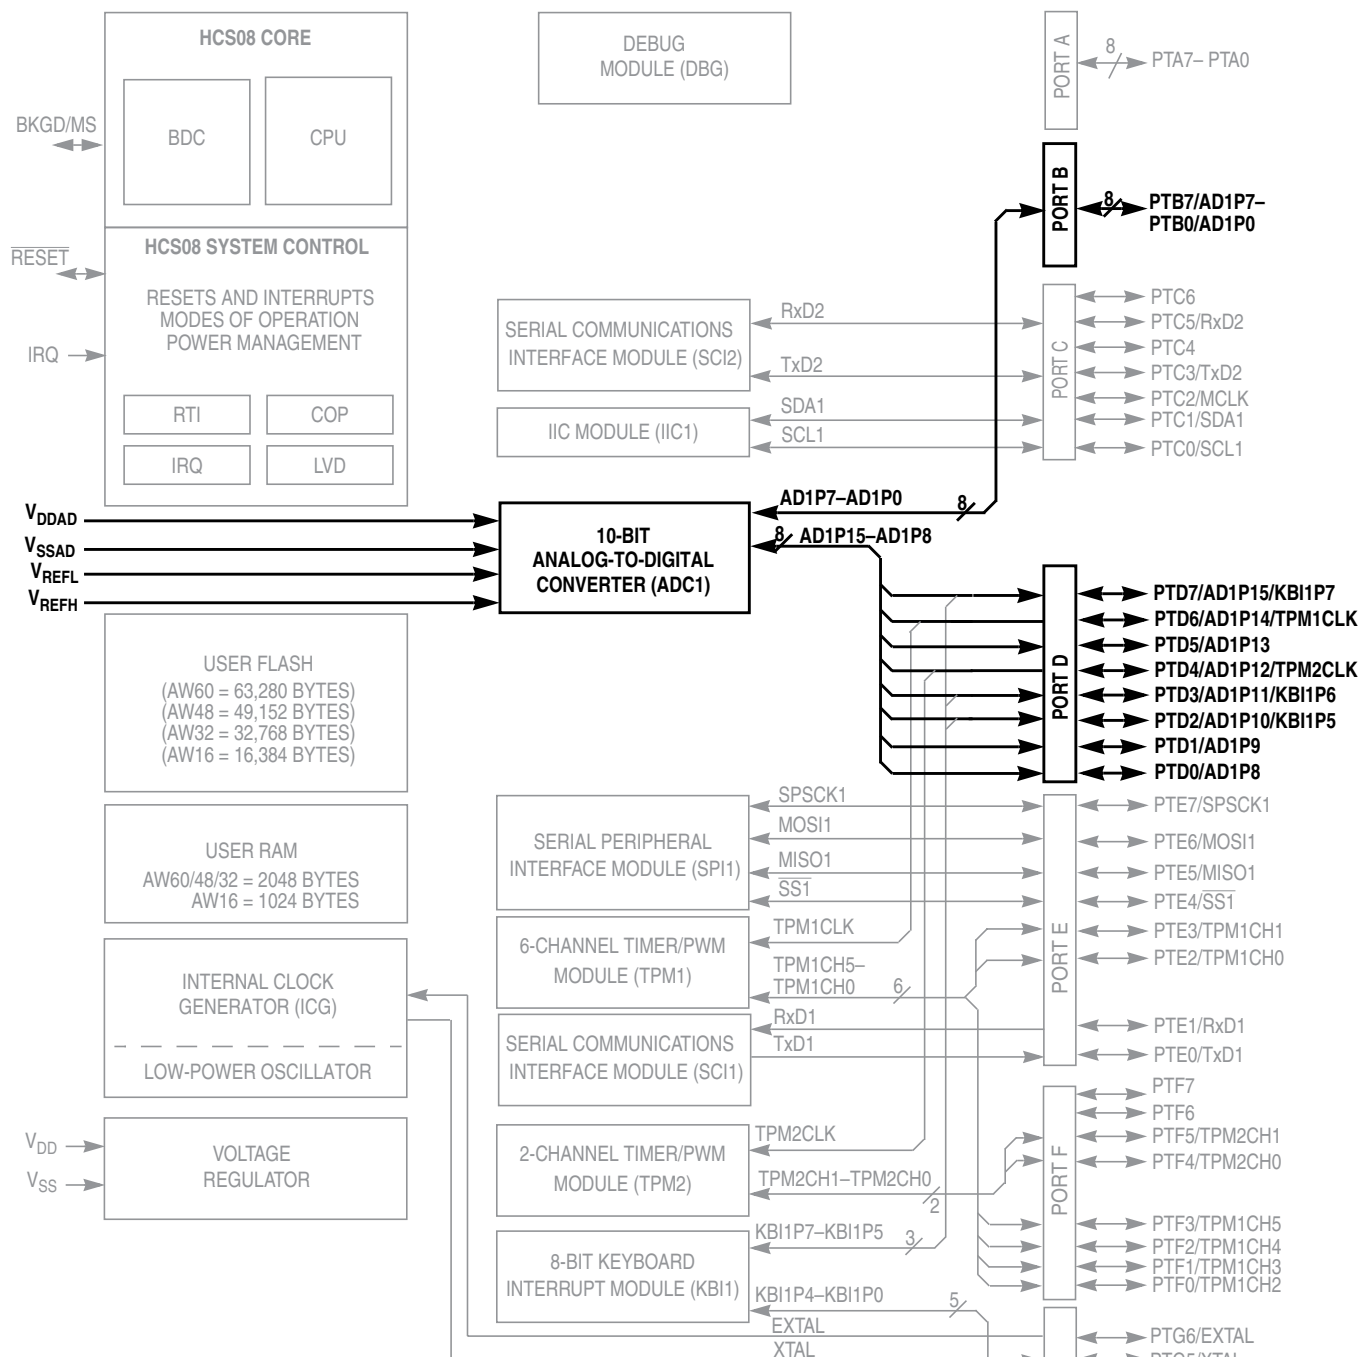 HCS08 CORE
BDC
CPU
BKGD/MS
HCS08 SYSTEM CONTROL
RESET
RESETS AND INTERRUPTS
MODES OF OPERATION
POWER MANAGEMENT
IRQ
RTI
COP
IRQ
LVD
VDDAD
VSSAD
VREFL
VREFH
USER FLASH
(AW60 = 63,280 BYTES)
(AW48 = 49,152 BYTES)
(AW32 = 32,768 BYTES)
(AW16 = 16,384 BYTES)
USER RAM
AW60/48/32 = 2048 BYTES
AW16 = 1024 BYTES
INTERNAL CLOCK
GENERATOR (ICG)
LOW-POWER OSCILLATOR
VDD
VSS
VOLTAGE
REGULATOR
DEBUG
MODULE (DBG)
SERIAL COMMUNICATIONS
INTERFACE MODULE (SCI2)
RxD2
TxD2
IIC MODULE (IIC1)
SDA1
SCL1
10-BIT
ANALOG-TO-DIGITAL
CONVERTER (ADC1)
AD1P7–AD1P0
8
8
AD1P15–AD1P8
SERIAL PERIPHERAL
INTERFACE MODULE (SPI1)
SPSCK1
MOSI1
MISO1
SS1
6-CHANNEL TIMER/PWM
MODULE (TPM1)
TPM1CLK
TPM1CH5–
TPM1CH0
6
SERIAL COMMUNICATIONS
INTERFACE MODULE (SCI1)
RxD1
TxD1
2-CHANNEL TIMER/PWM
MODULE (TPM2)
TPM2CLK
TPM2CH1–TPM2CH0
2
8-BIT KEYBOARD
INTERRUPT MODULE (KBI1)
KBI1P7–KBI1P5
3
KBI1P4–KBI1P0
5
EXTAL
XTAL
PORT A
8
PTA7– PTA0
PORT B
8
PTB7/AD1P7–
PTB0/AD1P0
PORT C
PTC6
PTC5/RxD2
PTC4
PTC3/TxD2
PTC2/MCLK
PTC1/SDA1
PTC0/SCL1
PORT D
PTD7/AD1P15/KBI1P7
PTD6/AD1P14/TPM1CLK
PTD5/AD1P13
PTD4/AD1P12/TPM2CLK
PTD3/AD1P11/KBI1P6
PTD2/AD1P10/KBI1P5
PTD1/AD1P9
PTD0/AD1P8
PORT E
PTE7/SPSCK1
PTE6/MOSI1
PTE5/MISO1
PTE4/SS1
PTE3/TPM1CH1
PTE2/TPM1CH0
PTE1/RxD1
PTE0/TxD1
PORT F
PTF7
PTF6
PTF5/TPM2CH1
PTF4/TPM2CH0
PTF3/TPM1CH5
PTF2/TPM1CH4
PTF1/TPM1CH3
PTF0/TPM1CH2
PTG6/EXTAL